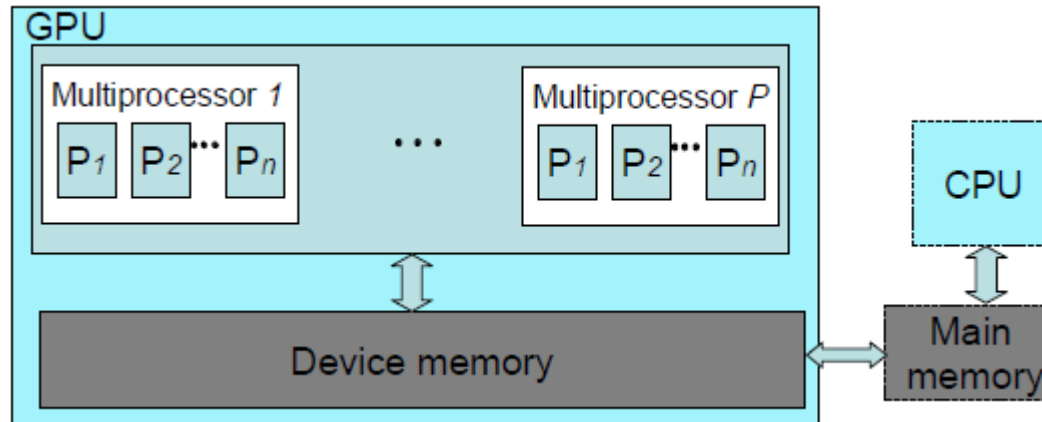 GPU
Multiprocessor 1
P1 P2 ... Pn
...
Multiprocessor P
P1 P2 ... Pn
CPU
Device memory
Main
memory